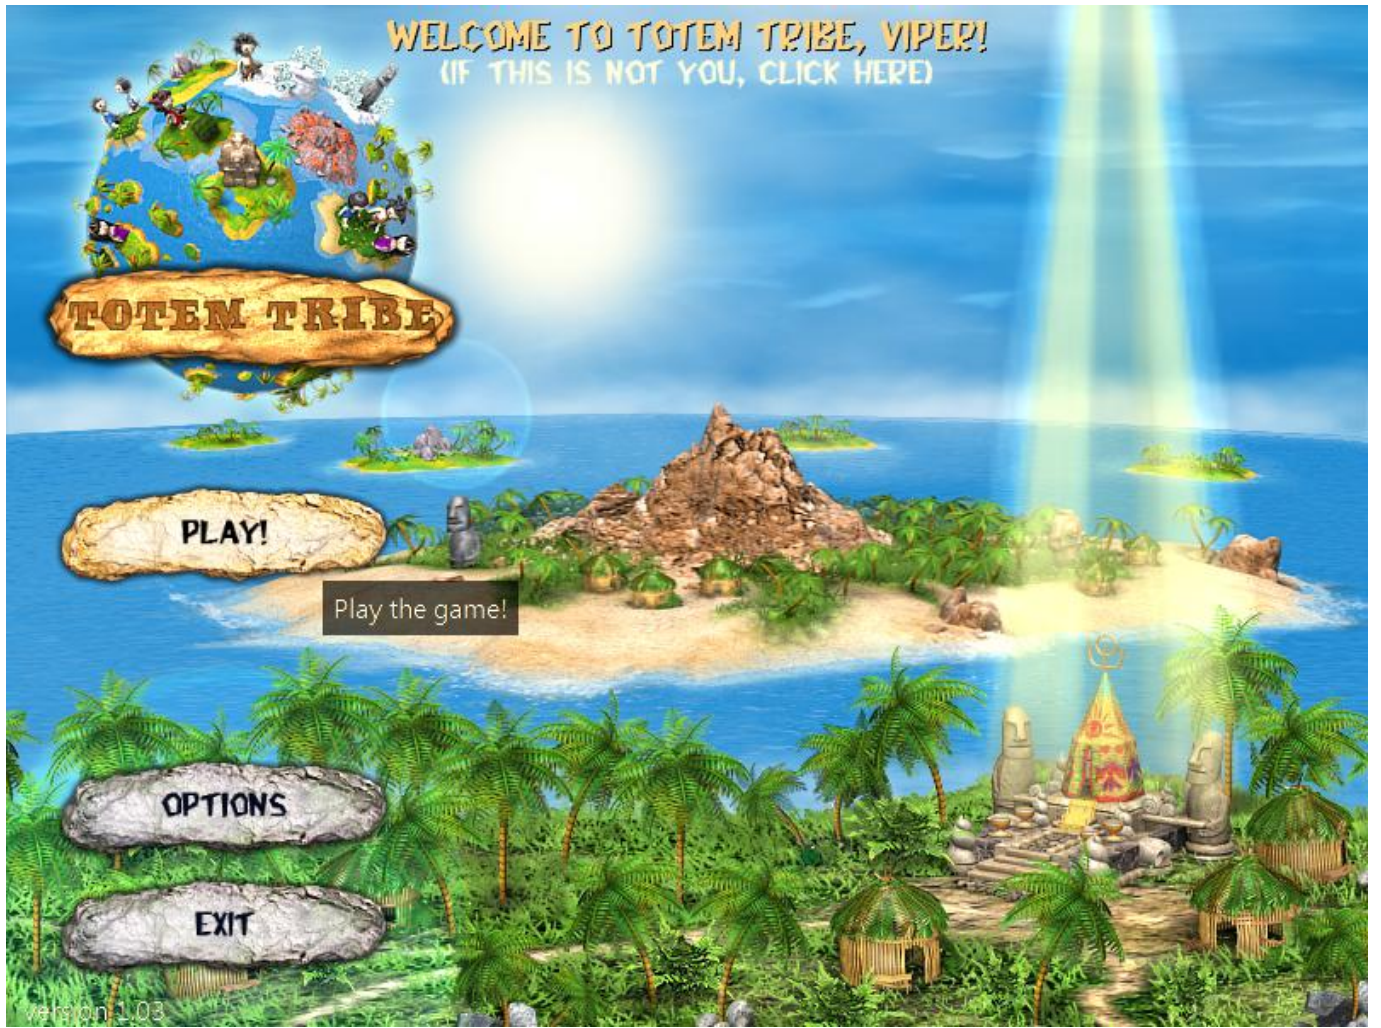 WELCOME TO TOTEM TRIBE, VIPER!
(IF THIS IS NOT YOU, CLICK HERE)
TOTEM TRIBE
PLAY!
Play the game!
OPTIONS
EXIT
version 1.03